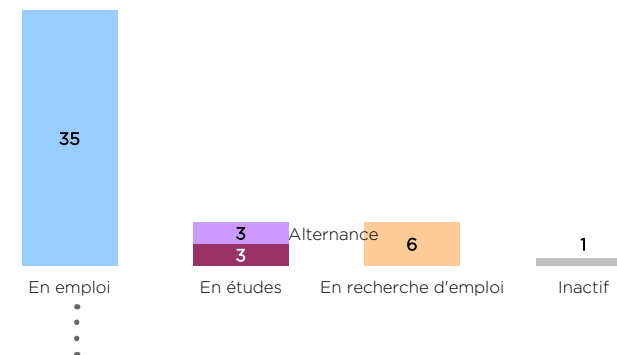 35
3
Alternance
3
6
1
En emploi
En études
En recherche d'emploi
Inactif